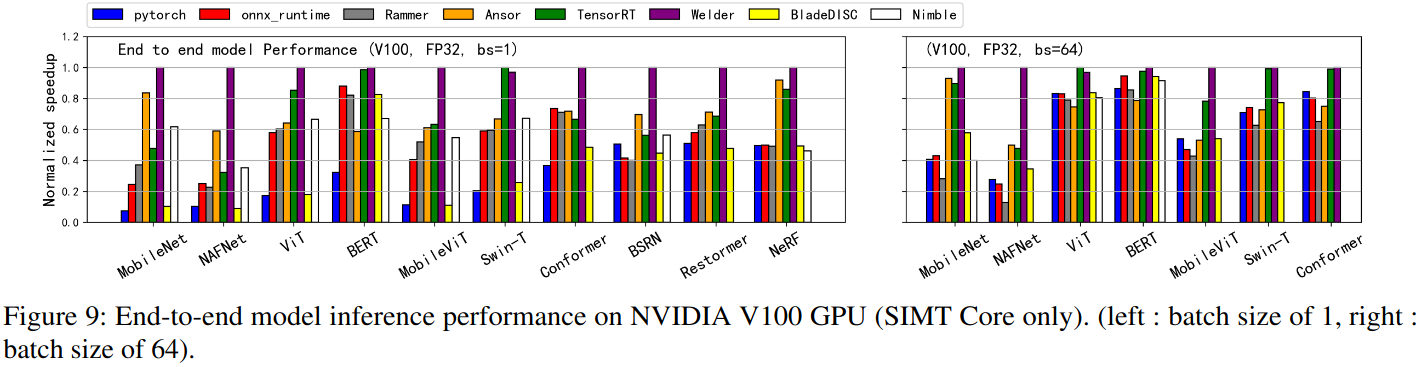 pytorch onnx_runtime Rammer Ansor TensorRT Welder BladeDISC Nimble
Normalized speedup
1.2
1.0
0.8
0.6
0.4
0.2
0.0
End to end model Performance (V100, FP32, bs=1)
MobileNet NAFNet ViT BERT MobileViT Swin-T Conformer BSRN Restormer NeRF
(V100, FP32, bs=64)
MobileNet NAFNet ViT BERT MobileViT Swin-T Conformer
Figure 9: End-to-end model inference performance on NVIDIA V100 GPU (SIMT Core only). (left : batch size of 1, right :
batch size of 64).